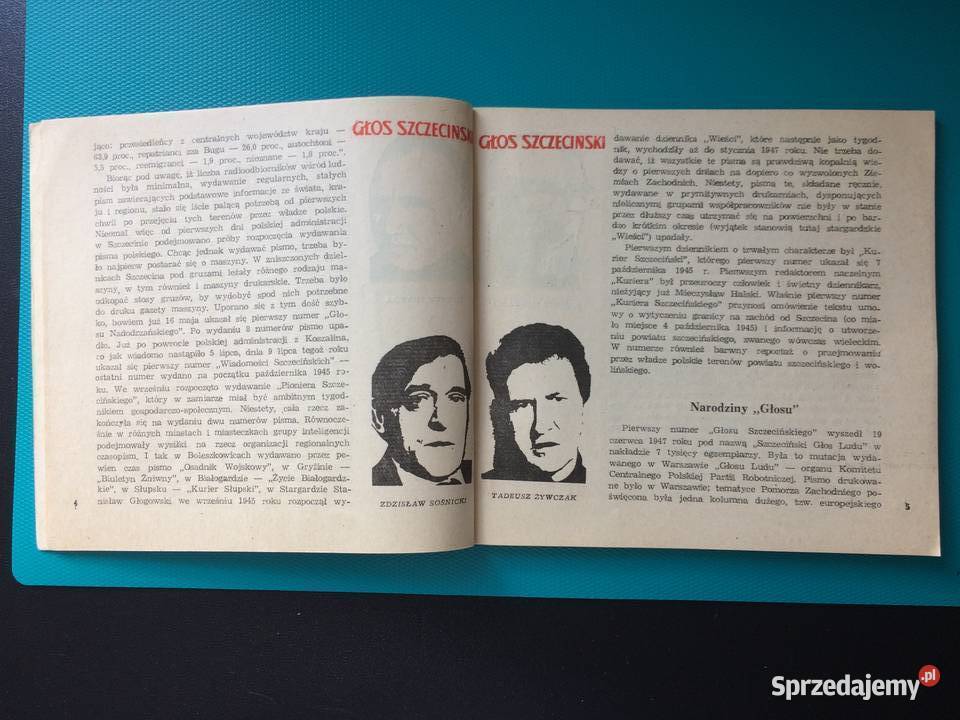 jąco: przesiedleńcy z centralnych województw kraju —
63,9 proc., repatrianci zza Bugu — 26,0 proc., autochtoni —
5,5 proc., reemigranci — 1,9 proc., nieznane — 1,8 proc.".
Biorąc pod uwagę, iż liczba radioodbiorników wśród lud-
ności była minimalna, wydawanie regularnych, stałych
pism zawierających podstawowe informacje ze świata, kra-
ju i regionu, stało się iście palącą potrzebą od pierwszych
chwil po przejęciu tych terenów przez władze polskie.
Niemal więc od pierwszych dni polskiej administracji
w Szczecinie podejmowano próby rozpoczęcia wydawania
pisma polskiego. Chcąc jednak wydawać pismo, trzeba by-
ło najpierw postarać się o maszyny. W zniszczonych dziel-
nicach Szczecina pod gruzami leżały różnego rodzaju ma-
szyny, w tym również i maszyny drukarskie. Trzeba było
odkopać stosy gruzów, by wydobyć spod nich potrzebne
do druku gazety maszyny. Uporano się z tym dość szyb-
ko, bowiem już 16 maja ukazał się pierwszy numer „Gło-
su Nadodrzańskiego". Po wydaniu 8 numerów pismo upa-
dło. Już po powrocie polskiej administracji z Koszalina,
co jak wiadomo nastąpiło 5 lipca, dnia 9 lipca tegoż roku
ukazał się pierwszy numer „Wiadomości Szczecińskich" —
ostatni numer wydano na początku października 1945 ro-
ku. We wrześniu rozpoczęto wydawanie „Pioniera Szcze-
cińskiego", który w zamiarze miał być ambitnym tygod-
nikiem gospodarczo-społecznym. Niestety, cała rzecz za-
kończyła się na wydaniu dwu numerów pisma. Równocze-
śnie w różnych miastach i miasteczkach grupy inteligencji
podejmowały wysiłki na rzecz organizacji regionalnych
czasopism. I tak w Boleszkowicach wydawano przez pe-
wien czas pismo „Osadnik Wojskowy", w Gryfinie —
„Biuletyn Żniwny", w Białogardzie — „Życie Białogardz-
kie", w Słupsku — „Kurier Słupski", w Stargardzie Sta-
nisław Głogowski we wrześniu 1945 roku rozpoczął wy-
4
GŁOS SZCZECIŃSKI
ZDZISŁAW SOŚNICKI
GŁOS SZCZECIŃSKI
TADEUSZ ŻYWCZAK
dawanie dziennika „Wieści", które następnie jako tygod-
nik, wychodziły aż do stycznia 1947 roku. Nie trzeba do-
dawać, iż wszystkie te pisma są prawdziwą kopalnią wie-
dzy o pierwszych dniach na dopiero co wyzwolonych Zie-
miach Zachodnich. Niestety, pisma te, składane ręcznie,
wydawane w prymitywnych drukarniach, dysponujących
nielicznymi grupami współpracowników nie były w stanie
przez dłuższy czas utrzymać się na powierzchni i po bar-
dzo krótkim okresie (wyjątek stanowią tutaj stargardzkie
„Wieści") upadały.
Pierwszym dziennikiem o trwałym charakterze był „Ku-
rier Szczeciński", którego pierwszy numer ukazał się 7
października 1945 r. Pierwszym redaktorem naczelnym
„Kuriera" był przeuroczy człowiek i świetny dziennikarz,
nieżyjący już Mieczysław Halski. Właśnie pierwszy numer
„Kuriera Szczecińskiego" przynosi omówienie tekstu umo-
wy o wytyczeniu granicy na zachód od Szczecina (co mia-
ło miejsce 4 października 1945) i informację o utworze-
niu powiatu szczecińskiego, zwanego wówczas wieleckim.
W numerze również barwny reportaż o przejmowaniu
przez władze polskie terenów powiatu szczecińskiego i wo-
lińskiego.
Narodziny „Głosu"
Pierwszy numer „Głosu Szczecińskiego" wyszedł 19
czerwca 1947 roku pod nazwą „Szczeciński Głos Ludu" w
nakładzie 7 tysięcy egzemplarzy. Była to mutacja wyda-
wanego w Warszawie „Głosu Ludu" — organu Komitetu
Centralnego Polskiej Partii Robotniczej. Pismo drukowa-
ne było w Warszawie; tematyce Pomorza Zachodniego po-
święcona była jedna kolumna dużego, tzw. europejskiego
5
Sprzedajemy.pl